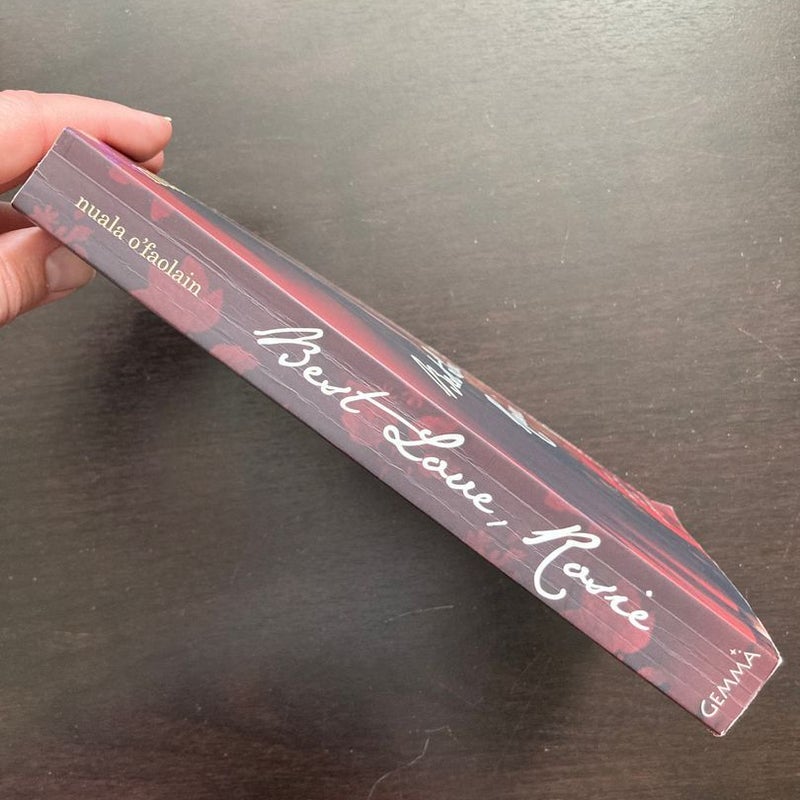 nuala o'faolain
Best Love, Rosie
GEMMA